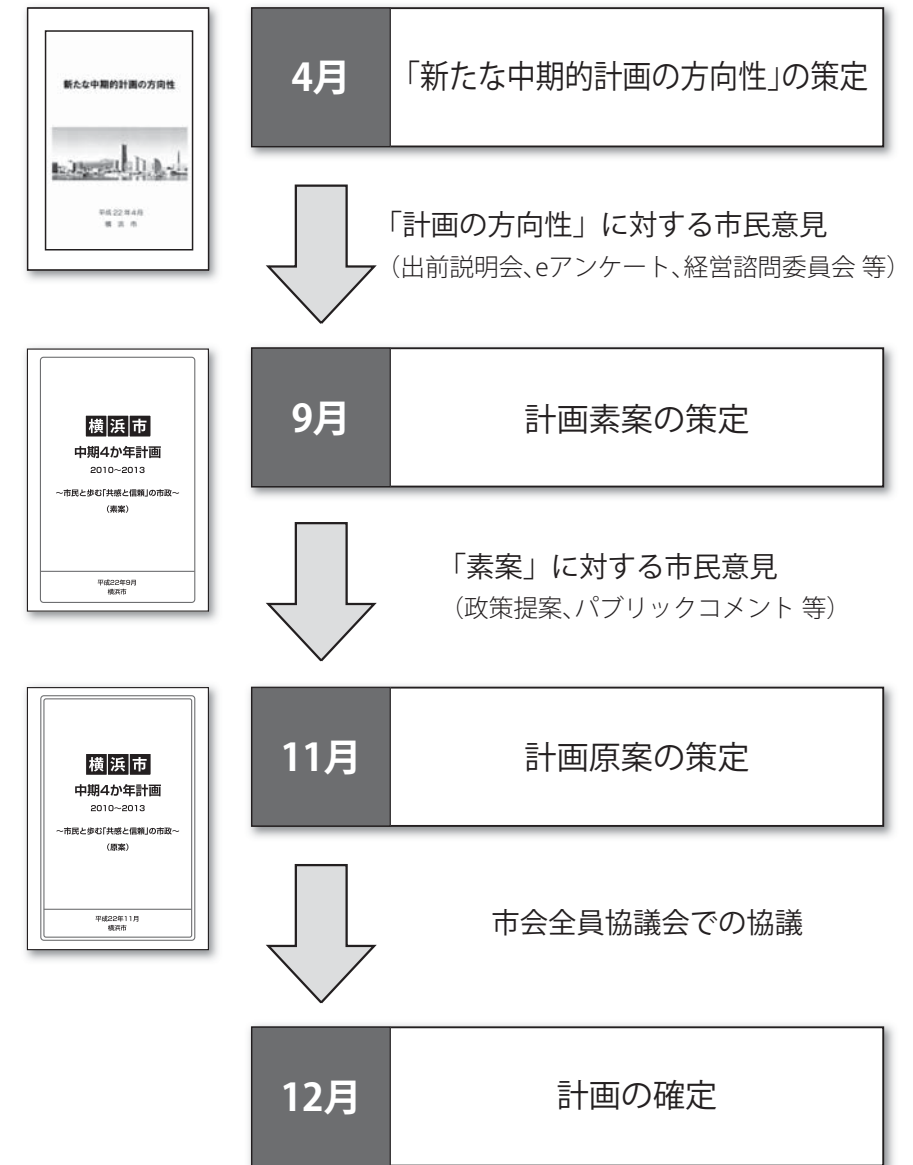 新たな中期的計画の方向性
平成22年4月
横浜市
4月
「新たな中期的計画の方向性」の策定
「計画の方向性」に対する市民意見
（出前説明会、eアンケート、経営諮問委員会 等）
横浜市
中期4か年計画
2010〜2013
〜市民と歩む「共感と信頼」の市政〜
（素案）
平成22年9月
横浜市
9月
計画素案の策定
「素案」に対する市民意見
（政策提案、パブリックコメント 等）
横浜市
中期4か年計画
2010〜2013
〜市民と歩む「共感と信頼」の市政〜
（原案）
平成22年11月
横浜市
11月
計画原案の策定
市会全員協議会での協議
12月
計画の確定